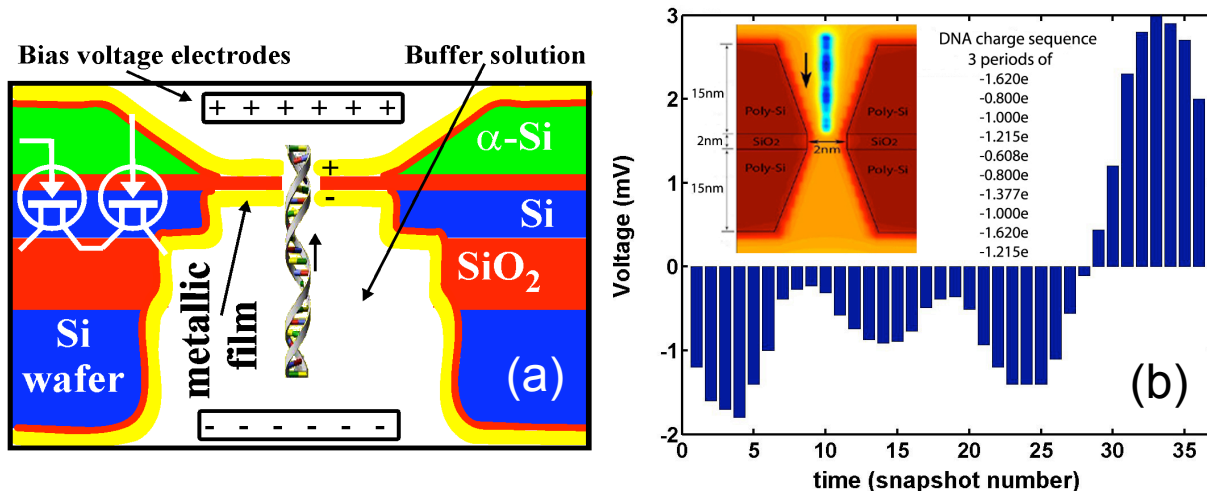 Bias voltage electrodes
Buffer solution
+ + + + + +
α-Si
+
-
Si
SiO2
metallic
film
Si
wafer
- - - - - -
(a)
Voltage (mV)
3
2
1
0
-1
-2
0 5 10 15 20 25 30 35
time (snapshot number)
15nm
2nm
15nm
Poly-Si
Poly-Si
SiO2
SiO2
2nm
Poly-Si
Poly-Si
DNA charge sequence
3 periods of
-1.620e
-0.800e
-1.000e
-1.215e
-0.608e
-0.800e
-1.377e
-1.000e
-1.620e
-1.215e
(b)